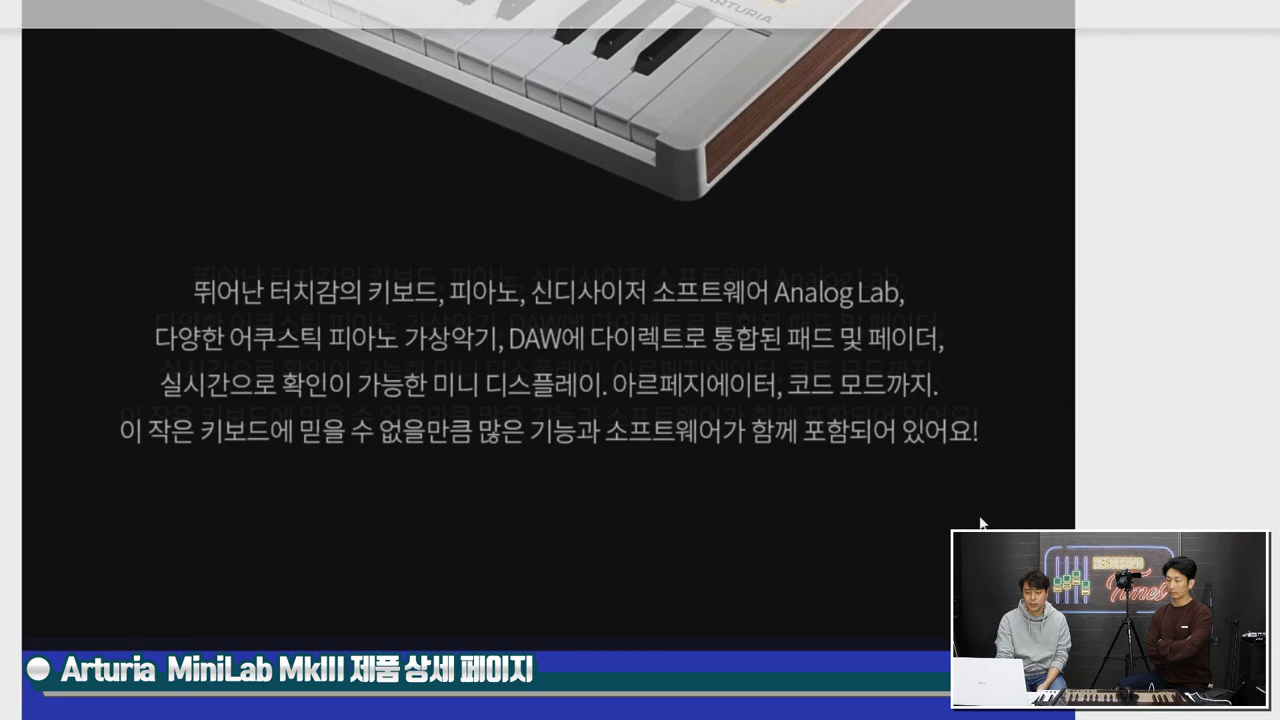 ARTURIA
뛰어난 터치감의 키보드, 피아노, 신디사이저 소프트웨어 Analog Lab,
다양한 어쿠스틱 피아노 가상악기, DAW에 다이렉트로 통합된 패드 및 페이더,
실시간으로 확인이 가능한 미니 디스플레이. 아르페지에이터, 코드 모드까지.
이 작은 키보드에 믿을 수 없을만큼 많은 기능과 소프트웨어가 함께 포함되어 있어요!
RECORDING
Times
Arturia MiniLab MkIII 제품 상세 페이지